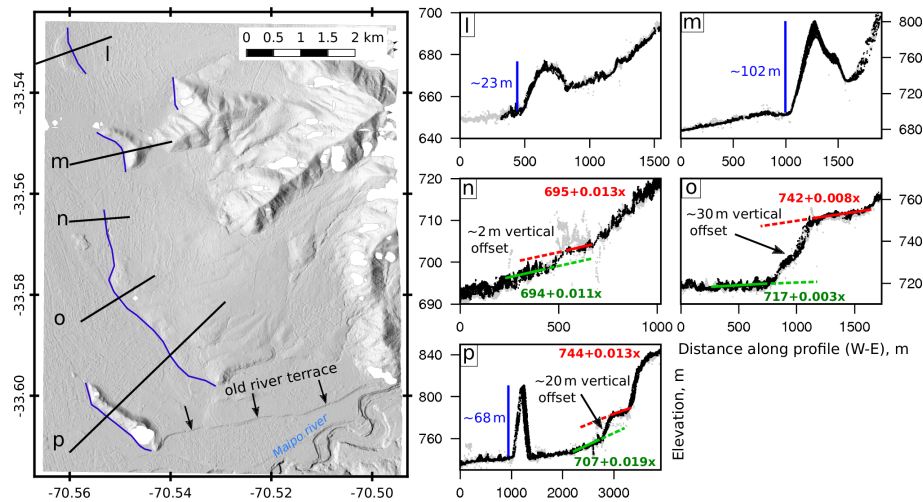 0 0.5 1.0 1.5 2 km
l
m
n
o
p
old river terrace
Maipo river
-33.54
-33.56
-33.58
-33.60
-70.56 -70.54 -70.52 -70.50
l
~23 m
700
680
660
640
0 500 1000 1500
m
~102 m
800
775
750
725
700
680
0 500 1000 1500
n
695+0.013x
~2 m vertical
offset
694+0.011x
720
710
700
690
0 500 1000
o
742+0.008x
~30 m vertical
offset
717+0.003x
760
740
720
0 500 1000 1500
Distance along profile (W-E), m
p
744+0.013x
~20 m vertical
offset
~68 m
707+0.019x
840
800
760
0 1000 2000 3000
Elevation, m